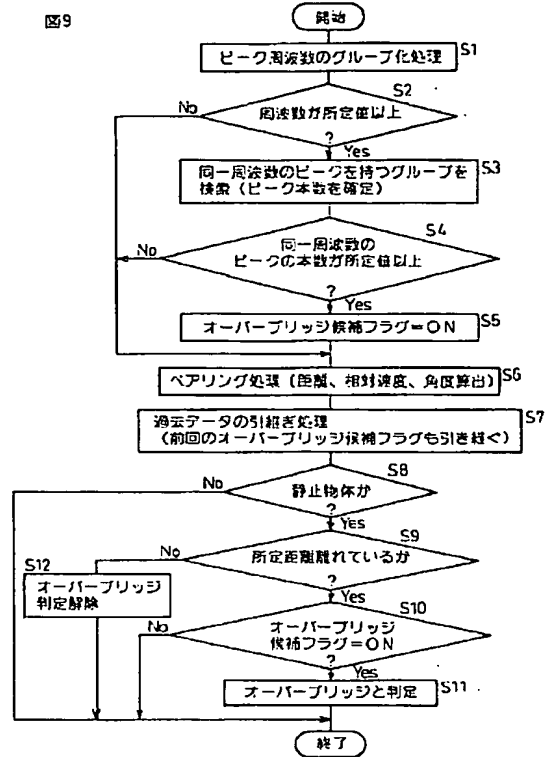 図9
開始
ピーク周波数のグループ化処理
S1
S2
No
周波数が所定値以上
?
Yes
同一周波数のピークを持つグループを
検索(ピーク本数を確定)
S3
S4
No
同一周波数の
ピークの本数が所定値以上
?
Yes
オーバーブリッジ候補フラグ=ON
S5
ペアリング処理(距離、相対速度、角度算出)
S6
過去データの引継ぎ処理
(前回のオーバーブリッジ候補フラグも引き継ぐ)
S7
S8
No
静止物体か
?
Yes
S9
No
所定距離離れているか
?
Yes
S12
オーバーブリッジ
判定解除
S10
No
オーバーブリッジ
候補フラグ=ON
?
Yes
オーバーブリッジと判定
S11
終了